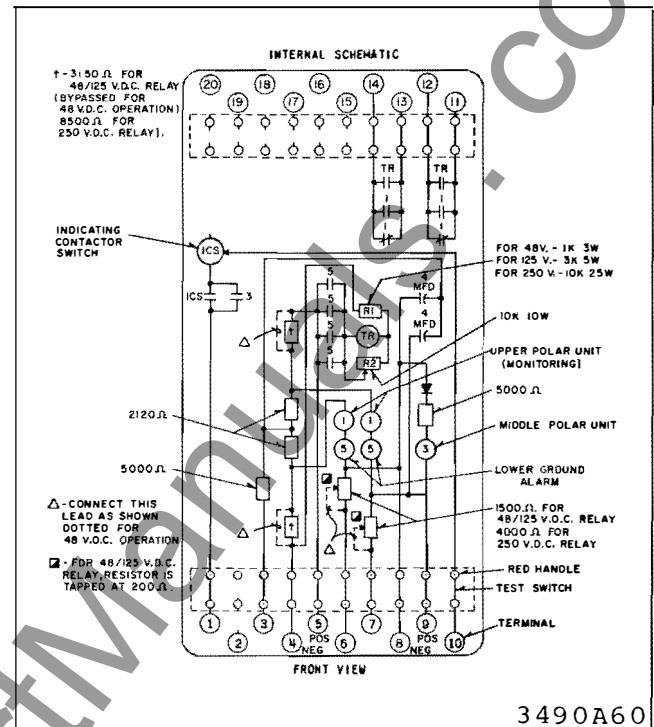 INTERNAL SCHEMATIC
↑-3150 Ω FOR
48/125 V.D.C. RELAY
(BYPASSED FOR
48 V.D.C. OPERATION)
8500 Ω FOR
250 V.D.C. RELAY).
20
18
16
14
12
19
17
15
13
11
TR
TR
INDICATING
CONTACTOR
SWITCH
ICS
ICS
3
5
5
5
5
R1
TR
R2
4
MFD
4
MFD
FOR 48V. - 1K 3W
FOR 125 V.- 3K 5W
FOR 250 V.-10K 25W
10K 10W
UPPER POLAR UNIT
(MONITORING)
5000 Ω
MIDDLE POLAR UNIT
LOWER GROUND
ALARM
1
1
5
5
3
↑
2120 Ω
5000 Ω
↑
△
△
△
△-CONNECT THIS
LEAD AS SHOWN
DOTTED FOR
48 V.D.C. OPERATION
◪-FOR 48/125 V.D.C.
RELAY, RESISTOR IS
TAPPED AT 200 Ω.
1500 Ω FOR
48/125 V.D.C. RELAY
4000 Ω FOR
250 V.D.C. RELAY
RED HANDLE
TEST SWITCH
TERMINAL
1
3
4
5
6
7
8
9
10
2
POS
NEG
POS
NEG
FRONT VIEW
3490A60